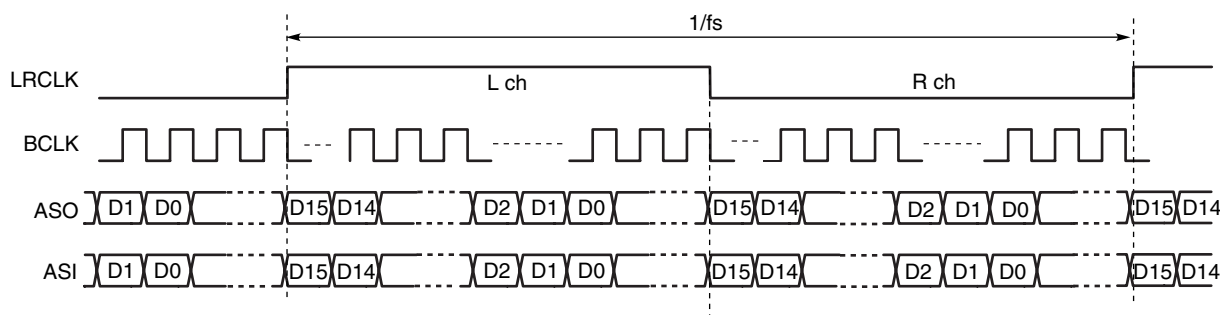 1/fs
LRCLK L ch R ch
BCLK
ASO D1 D0 D15 D14 D2 D1 D0 D15 D14 D2 D1 D0 D15 D14
ASI D1 D0 D15 D14 D2 D1 D0 D15 D14 D2 D1 D0 D15 D14